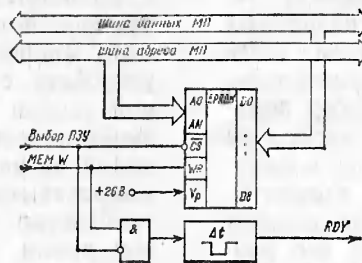 Шина данных МП
Шина адреса МП
A0 EPROM D0
AN
Выбор ПЗУ
CS
MEM W
WR
+26В
Vp D8
& Δt RDY